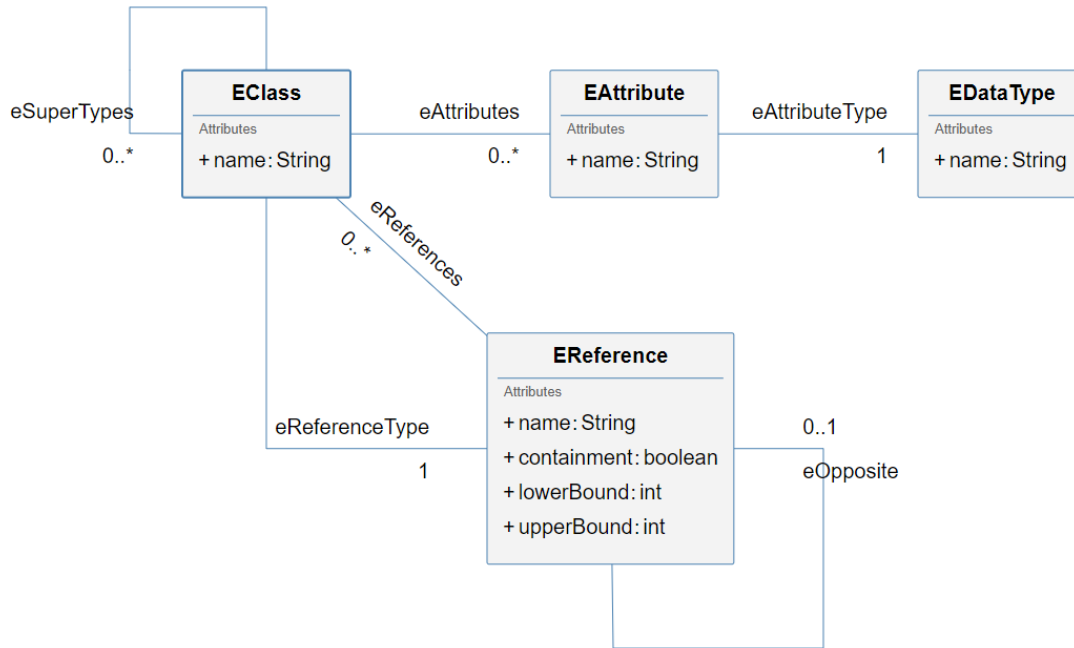 EClass
Attributes
+ name: String
eSuperTypes
0..*
eAttributes
0..*
EAttribute
Attributes
+ name: String
eAttributeType
1
EDataType
Attributes
+ name: String
eReferences
0..*
EReference
Attributes
+ name: String
+ containment: boolean
+ lowerBound: int
+ upperBound: int
eReferenceType
1
0..1
eOpposite